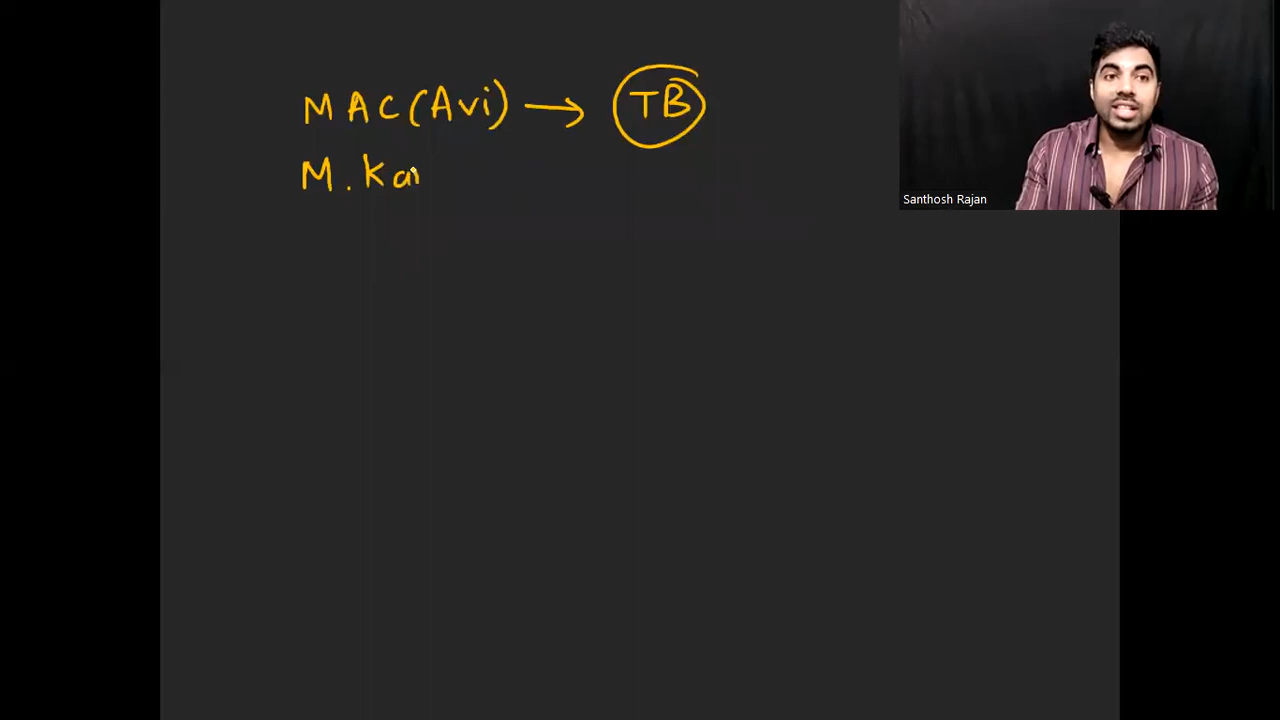 MAC (Avi) → TB
M. Ka
Santhosh Rajan